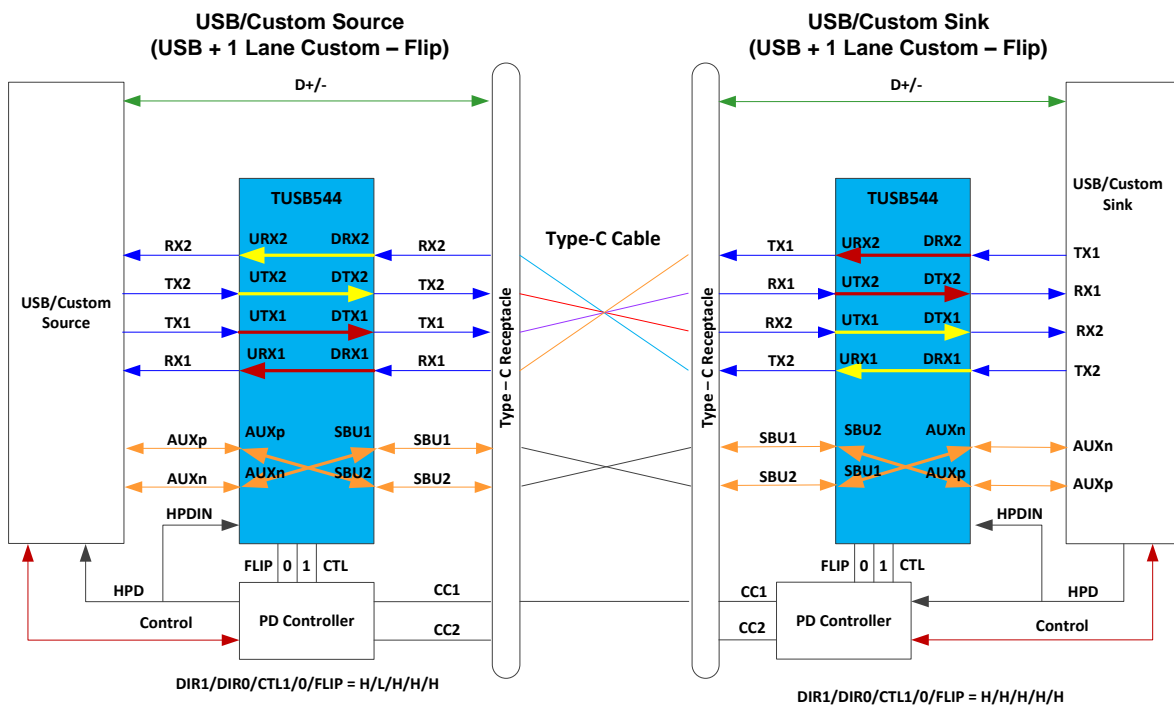 USB/Custom Source
(USB + 1 Lane Custom – Flip)
USB/Custom Sink
(USB + 1 Lane Custom – Flip)
D+/-
D+/-
TUSB544
TUSB544
USB/Custom
Source
USB/Custom
Sink
Type-C Cable
Type – C Receptacle
Type – C Receptacle
RX2
URX2
DRX2
RX2
TX1
URX2
DRX2
TX1
TX2
UTX2
DTX2
TX2
RX1
UTX2
DTX2
RX1
TX1
UTX1
DTX1
TX1
RX2
UTX1
DTX1
RX2
RX1
URX1
DRX1
RX1
TX2
URX1
DRX1
TX2
AUXp
AUXp
SBU1
SBU1
SBU1
SBU2
AUXn
AUXn
AUXn
AUXn
SBU2
SBU2
SBU2
SBU1
AUXp
AUXp
HPDIN
HPDIN
FLIP 0 1 CTL
FLIP 0 1 CTL
HPD
CC1
CC1
HPD
Control
PD Controller
CC2
CC2
PD Controller
Control
DIR1/DIR0/CTL1/0/FLIP = H/L/H/H/H
DIR1/DIR0/CTL1/0/FLIP = H/H/H/H/H